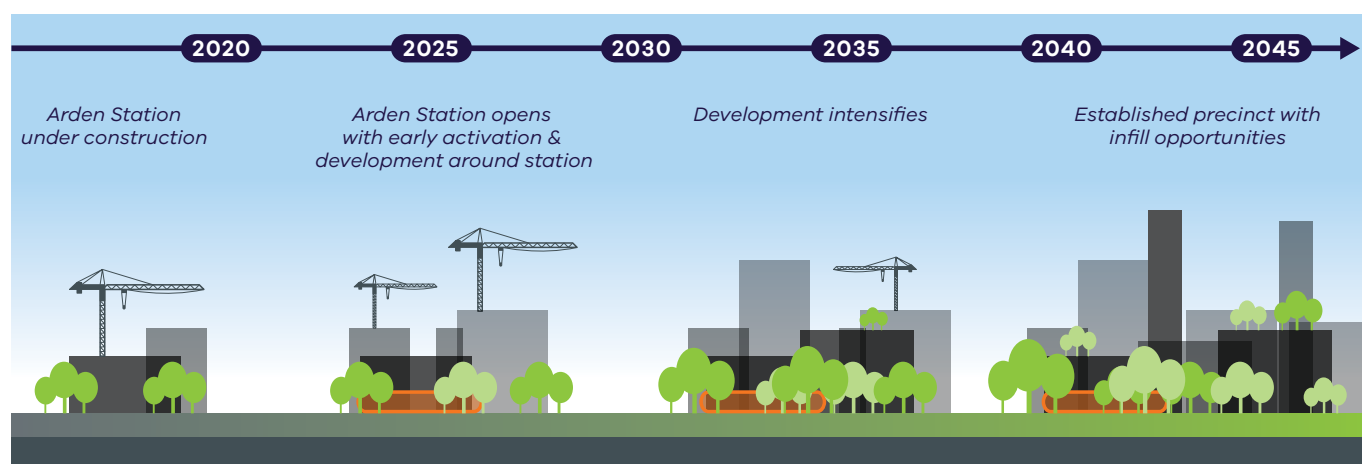 2020 2025 2030 2035 2040 2045
Arden Station
under construction
Arden Station opens
with early activation &
development around station
Development intensifies
Established precinct with
infill opportunities